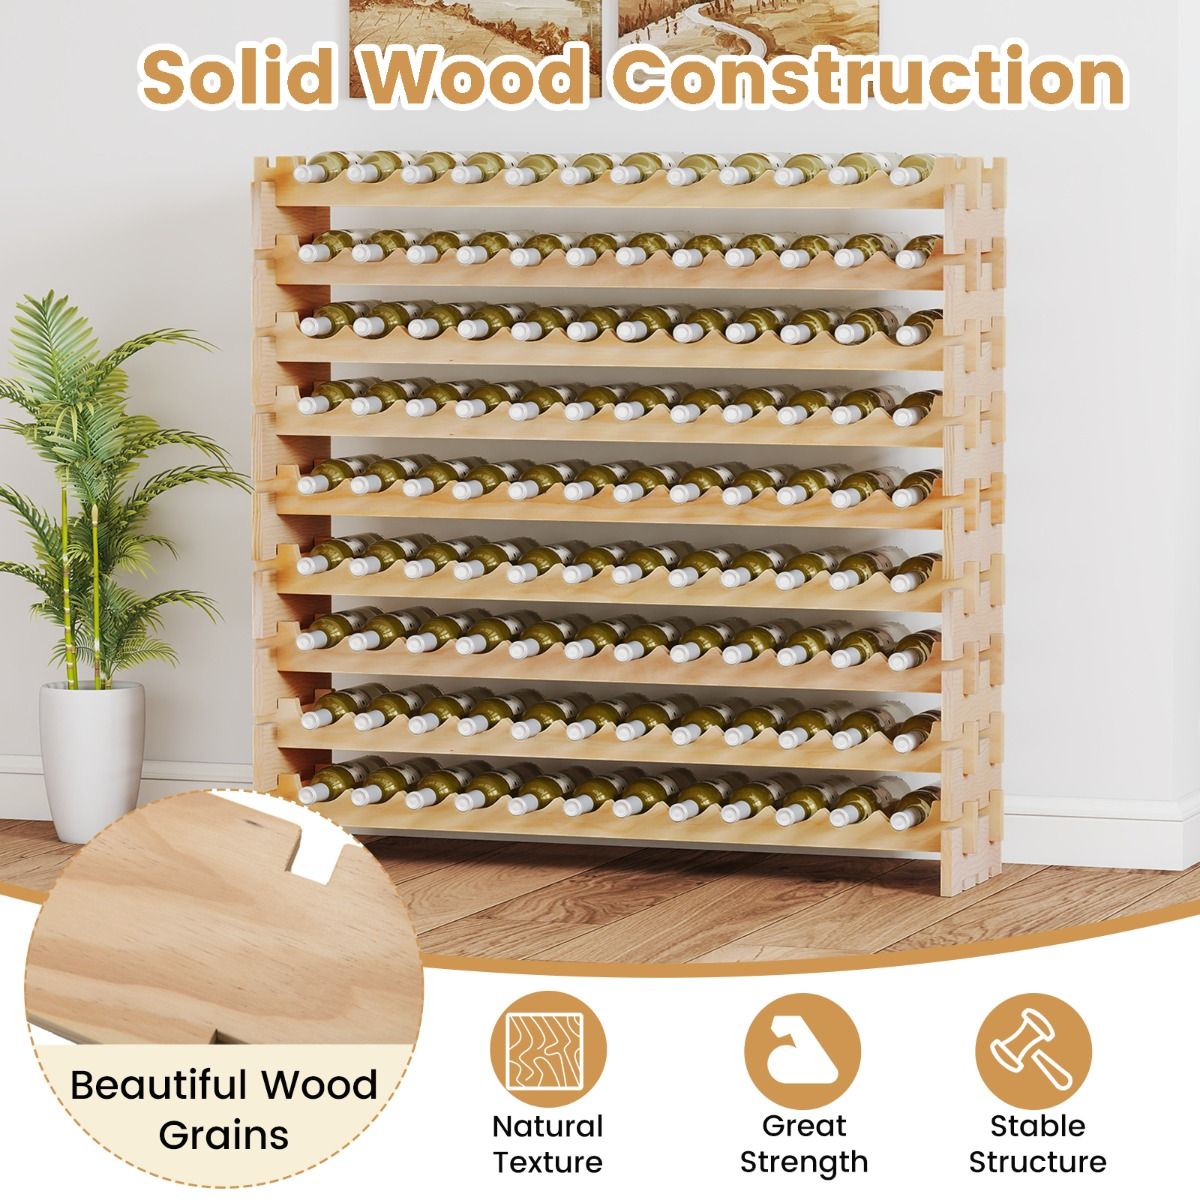 Solid Wood Construction
Beautiful Wood
Grains
Natural
Texture
Great
Strength
Stable
Structure